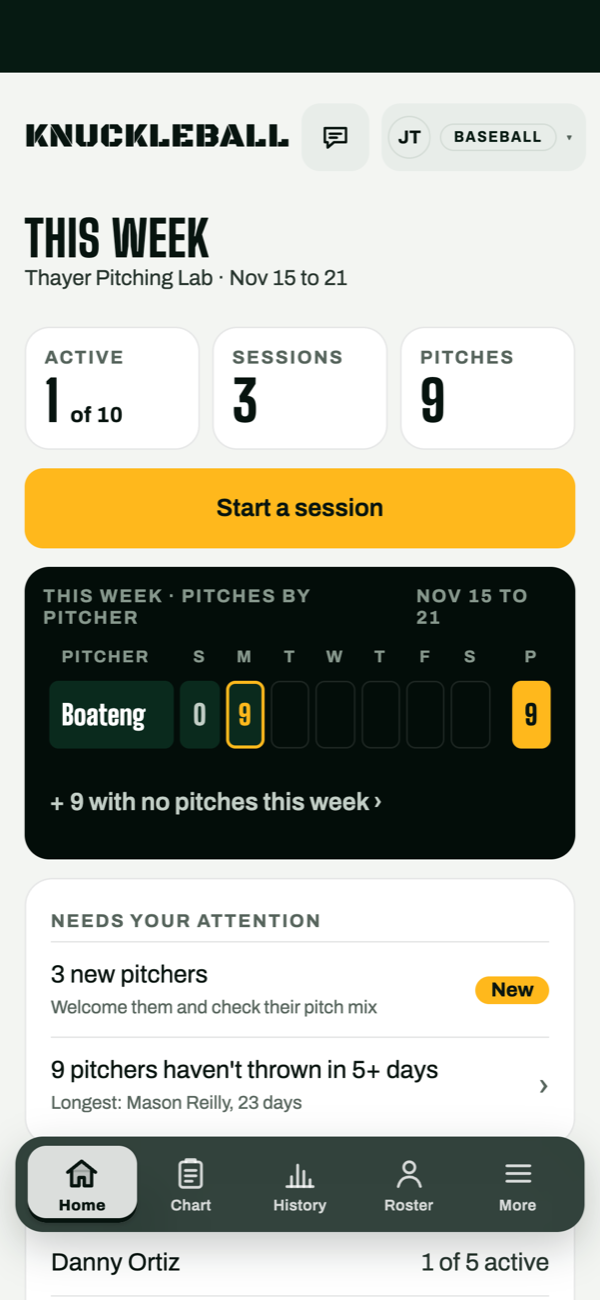 KNUCKLEBALL
JT
BASEBALL
THIS WEEK
Thayer Pitching Lab · Nov 15 to 21
ACTIVE
1 of 10
SESSIONS
3
PITCHES
9
Start a session
THIS WEEK · PITCHES BY
PITCHER
NOV 15 TO
21
PITCHER S M T W T F S P
Boateng 0 9 9
+ 9 with no pitches this week ›
NEEDS YOUR ATTENTION
3 new pitchers
Welcome them and check their pitch mix
New
9 pitchers haven't thrown in 5+ days
Longest: Mason Reilly, 23 days
Home
Chart
History
Roster
More
Danny Ortiz 1 of 5 active